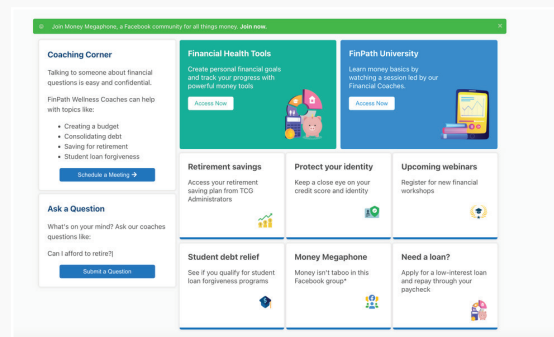 Join Money Megaphone, a Facebook community for all things money. Join now.
Coaching Corner
Talking to someone about financial
questions is easy and confidential.
FinPath Wellness Coaches can help
with topics like:
• Creating a budget
• Consolidating debt
• Saving for retirement
• Student loan forgiveness
Schedule a Meeting →
Ask a Question
What's on your mind? Ask our coaches
questions like:
Can I afford to retire?|
Submit a Question
Financial Health Tools
Create personal financial goals
and track your progress with
powerful money tools
Access Now
FinPath University
Learn money basics by
watching a session led by our
Financial Coaches.
Access Now
Retirement savings
Access your retirement
saving plan from TCG
Administrators
Protect your identity
Keep a close eye on your
credit score and identity
Upcoming webinars
Register for new financial
workshops
Student debt relief
See if you qualify for student
loan forgiveness programs
Money Megaphone
Money isn't taboo in this
Facebook group*
Need a loan?
Apply for a low-interest loan
and repay through your
paycheck